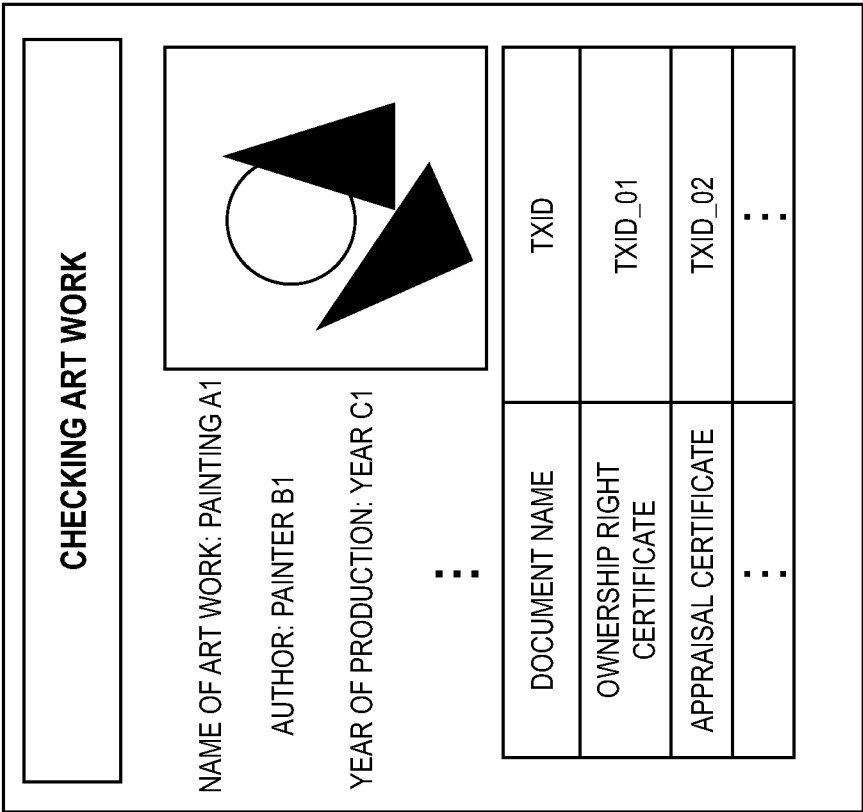 CHECKING ART WORK
NAME OF ART WORK: PAINTING A1
AUTHOR: PAINTER B1
YEAR OF PRODUCTION: YEAR C1
⋮
DOCUMENT NAME TXID
OWNERSHIP RIGHT
CERTIFICATE TXID_01
APPRAISAL CERTIFICATE TXID_02
⋮ ⋮